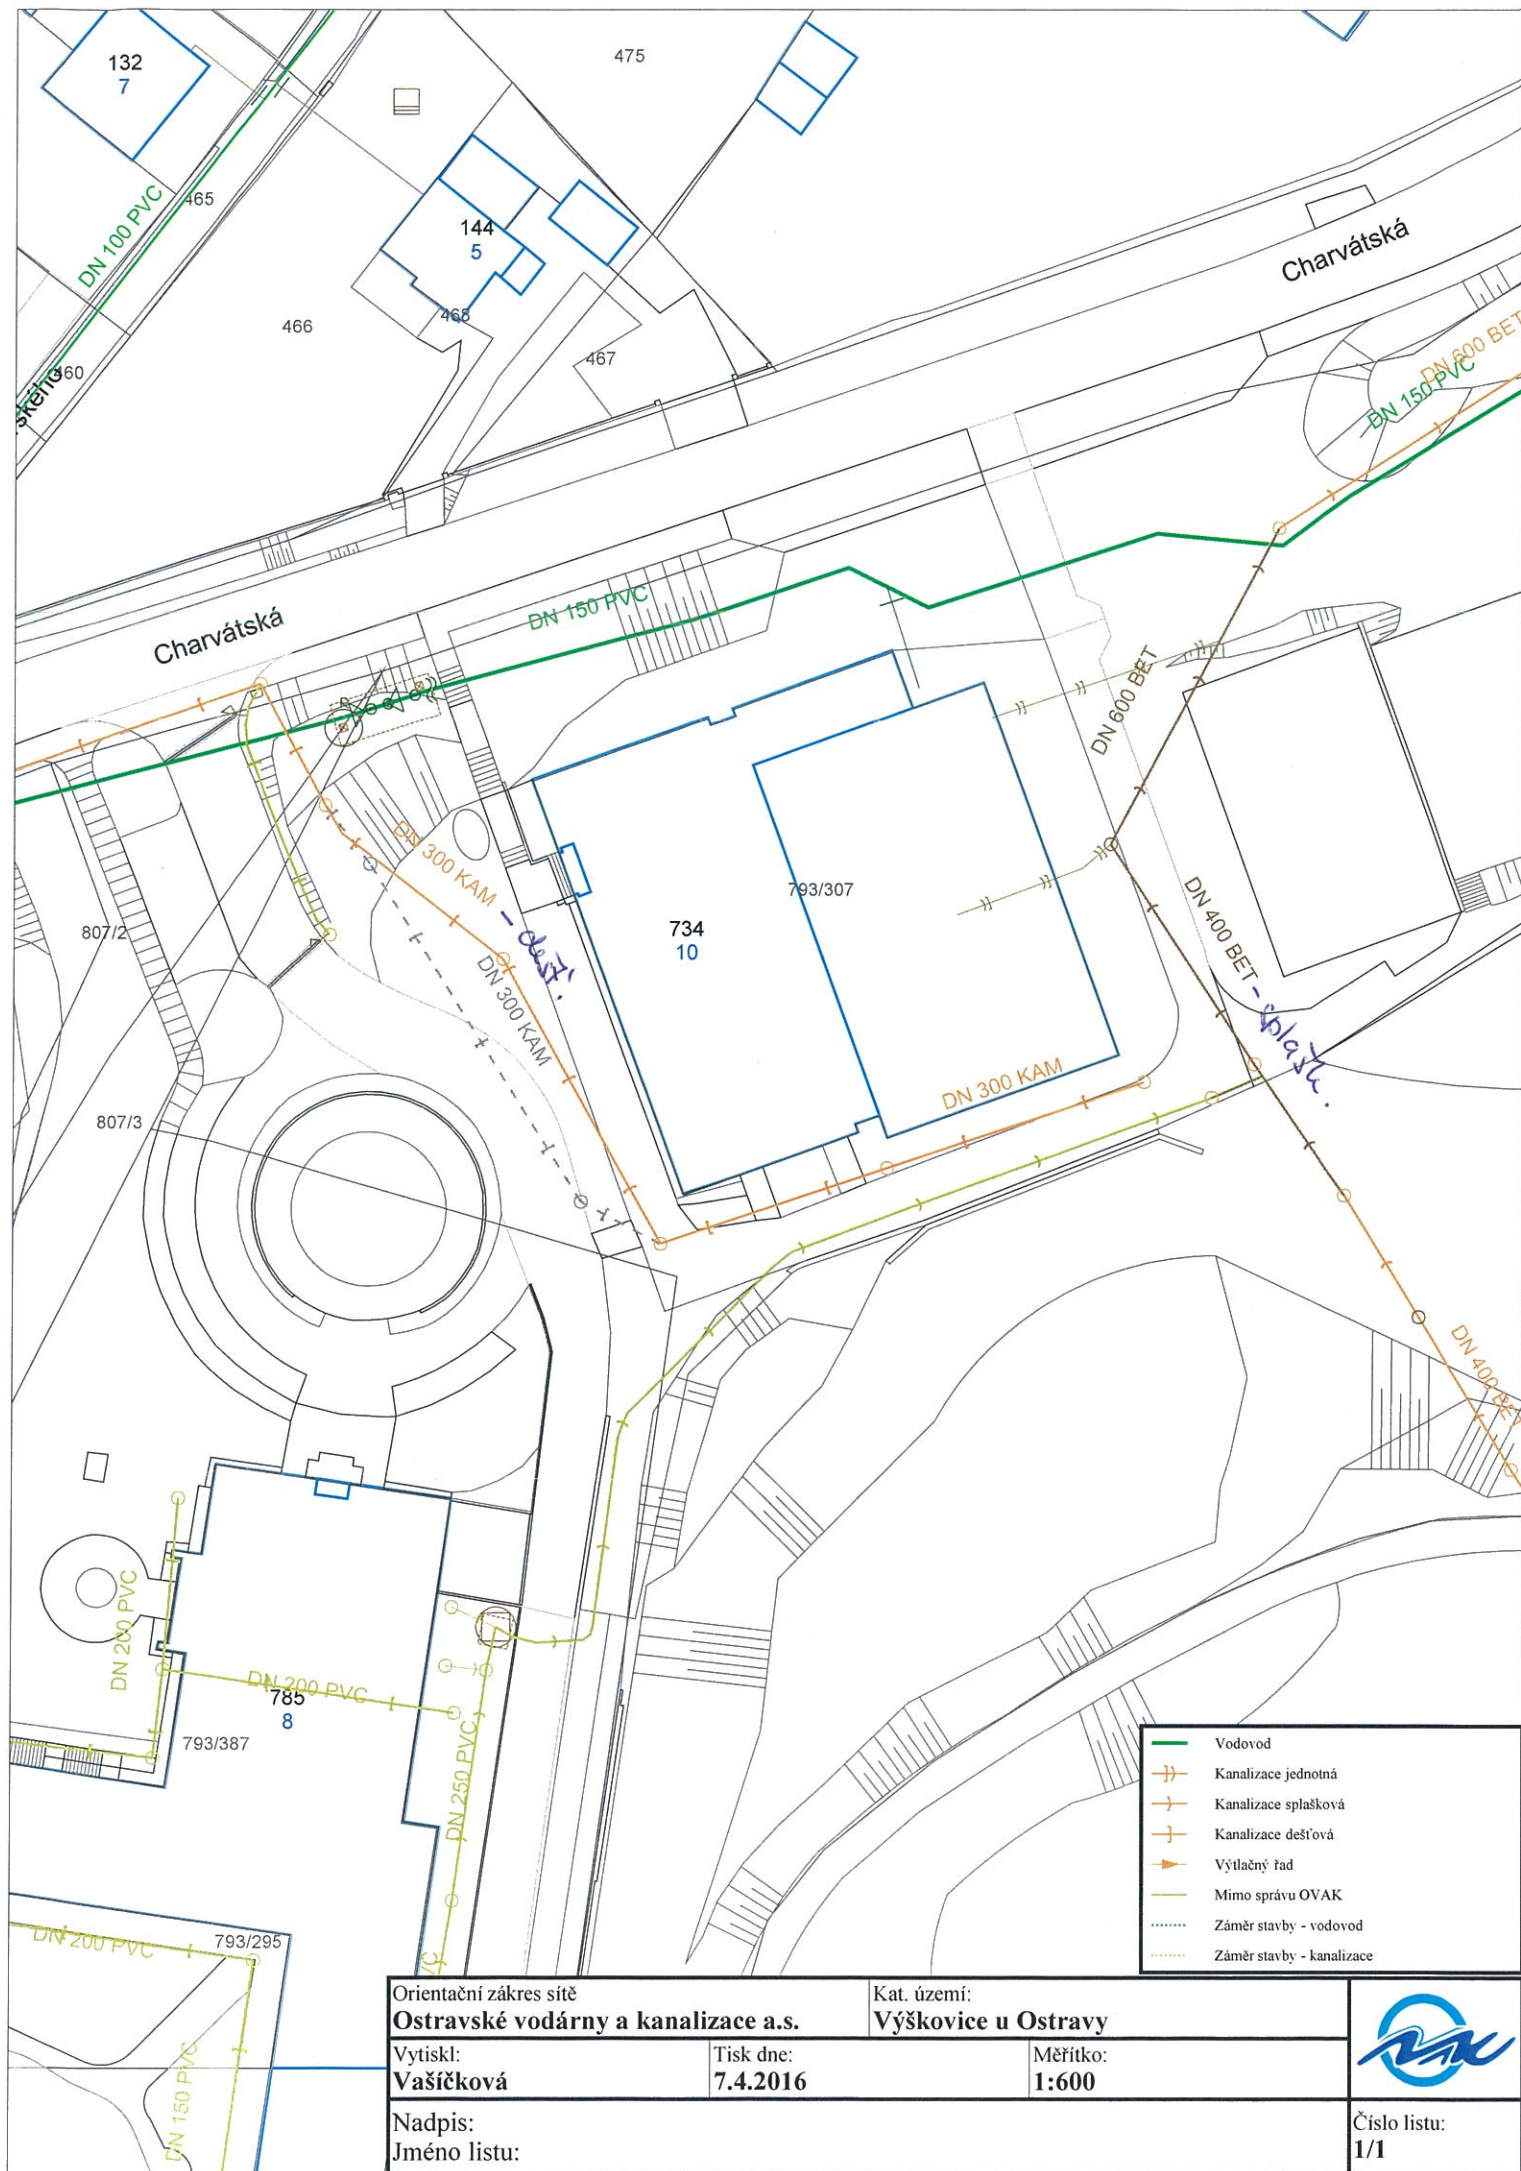 132
7
475
465
DN 100 PVC
144
5
468
466
467
460
ského
Charvátská
DN 600 BET
DN 150 PVC
DN 150 PVC
Charvátská
DN 600 BET
DN 300 KAM - dešť.
793/307
734
10
807/2
DN 400 BET - splašk.
DN 300 KAM
DN 300 KAM
807/3
DN 400 BET
DN 200 PVC
DN 200 PVC
785
8
793/387
DN 250 PVC
Vodovod
Kanalizace jednotná
Kanalizace splašková
Kanalizace dešťová
Výtlačný řad
Mimo správu OVAK
Záměr stavby - vodovod
Záměr stavby - kanalizace
DN 200 PVC
793/295
VC
DN 150 PVC
Orientační zákres sítě
Ostravské vodárny a kanalizace a.s.
Kat. území:
Výškovice u Ostravy
Vytiskl:
Vašíčková
Tisk dne:
7.4.2016
Měřítko:
1:600
Nadpis:
Jméno listu:
Číslo listu:
1/1